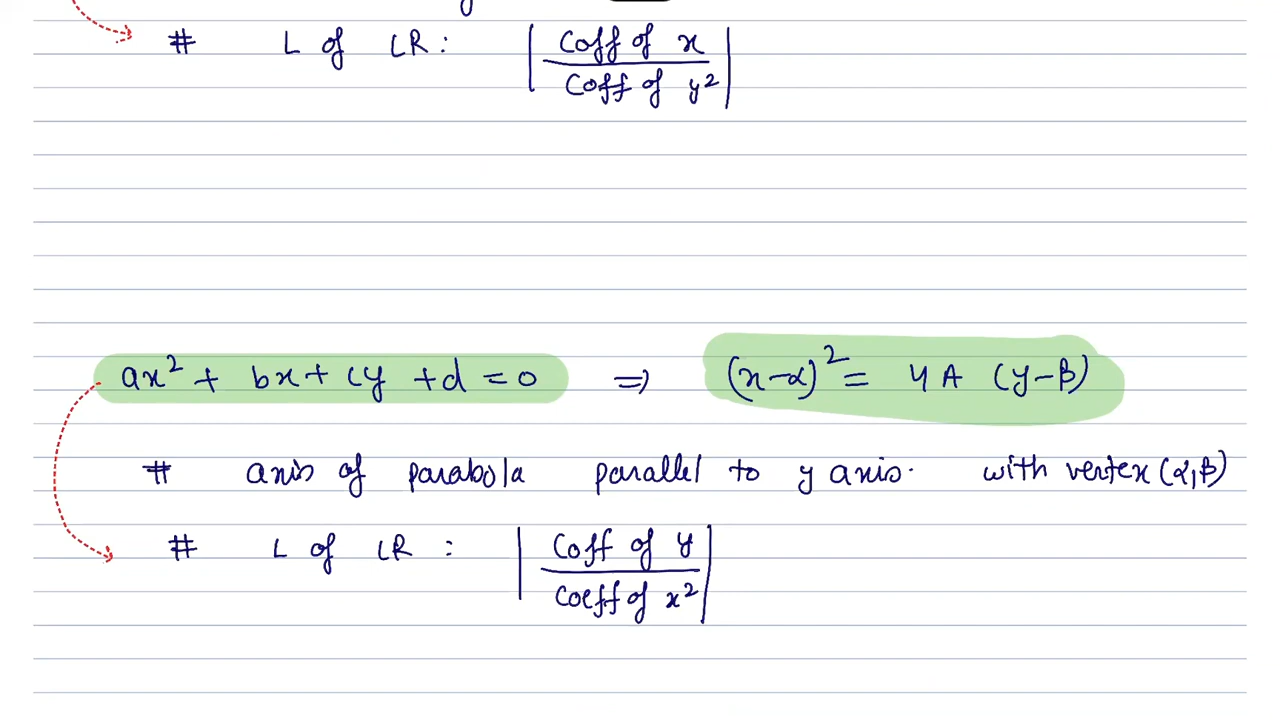 # L of LR : | Coff of x / Coff of y² |
ax² + bx + cy + d = 0 ⇒ (x-α)² = 4A (y-β)
# axis of parabola parallel to y axis. with vertex (α,β)
# L of LR : | Coff of y / Coeff of x² |